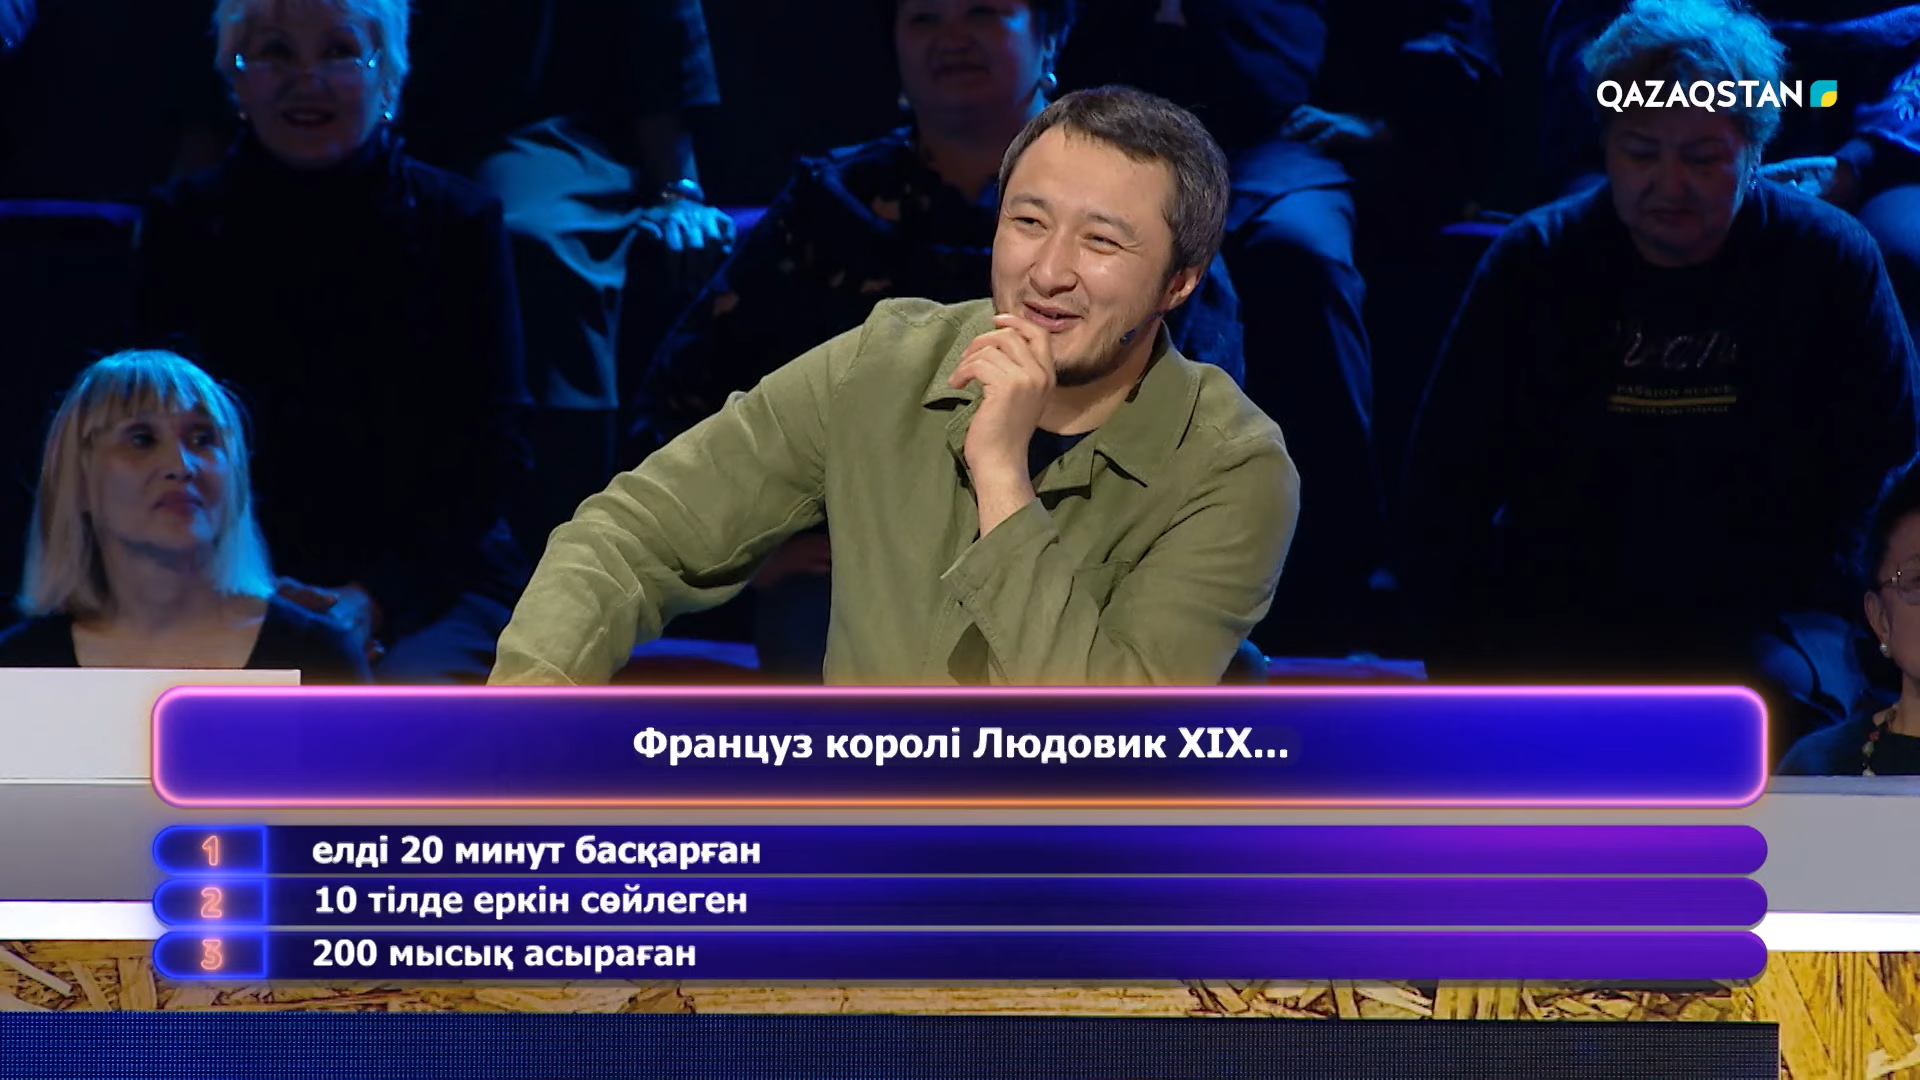 QAZAQSTAN
PASSION
Француз королі Людовик XIX...
1 елді 20 минут басқарған
2 10 тілде еркін сөйлеген
3 200 мысық асыраған